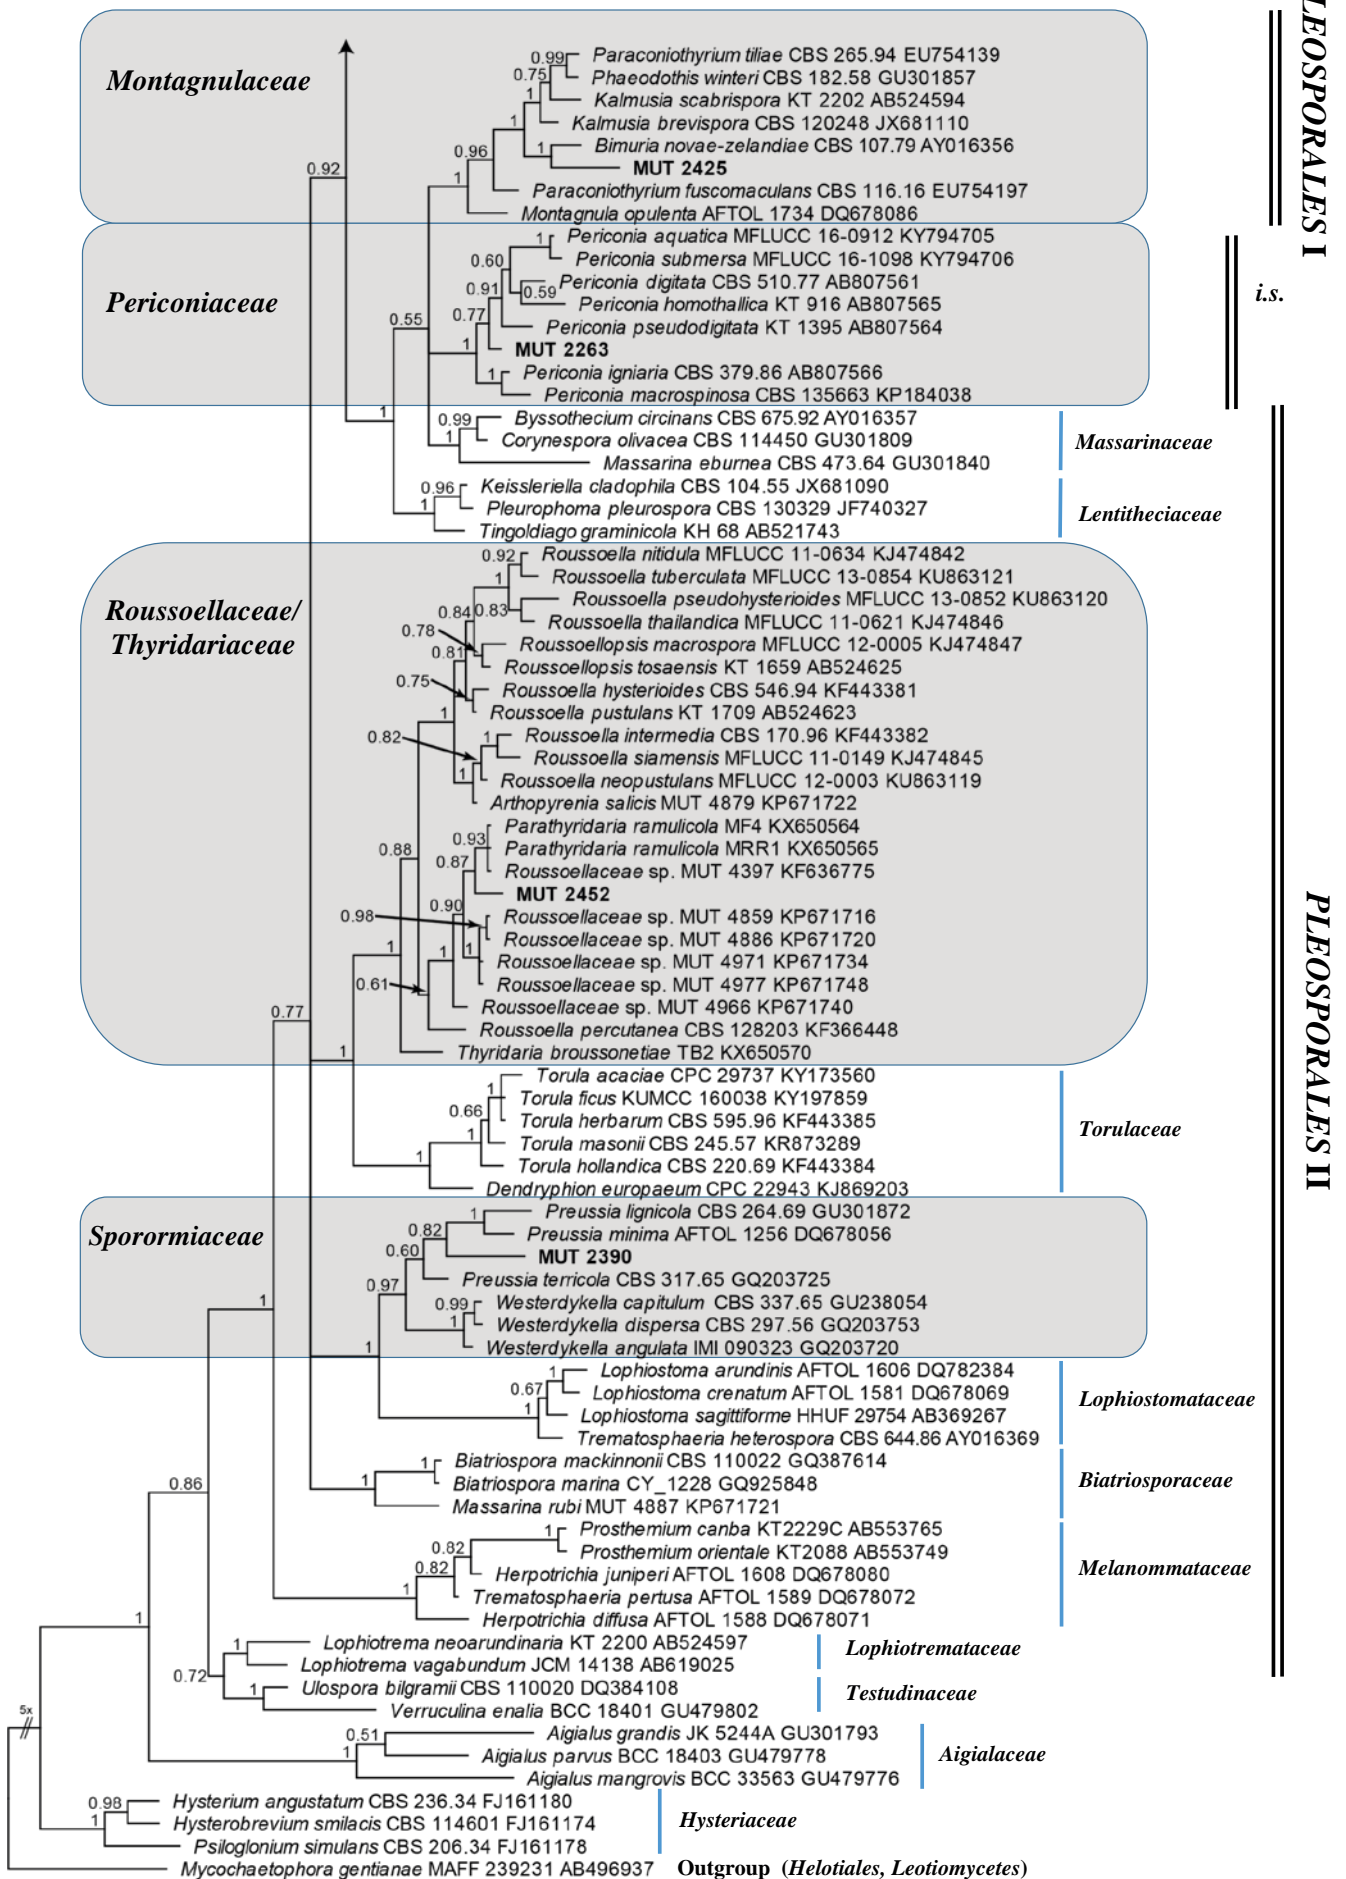 Montagnulaceae
0.92
0.99
Paraconiothyrium tiliae CBS 265.94 EU754139
0.75
Phaeodothis winteri CBS 182.58 GU301857
1
Kalmusia scabrispora KT 2202 AB524594
1
Kalmusia brevispora CBS 120248 JX681110
0.96
Bimuria novae-zelandiae CBS 107.79 AY016356
1
MUT 2425
1
Paraconiothyrium fuscomaculans CBS 116.16 EU754197
Montagnula opulenta AFTOL 1734 DQ678086
LEOSPORALES I
Periconiaceae
1
Periconia aquatica MFLUCC 16-0912 KY794705
Periconia submersa MFLUCC 16-1098 KY794706
0.60
Periconia digitata CBS 510.77 AB807561
0.91
0.59
Periconia homothallica KT 916 AB807565
0.77
Periconia pseudodigitata KT 1395 AB807564
0.55
1
MUT 2263
1
Periconia igniaria CBS 379.86 AB807566
Periconia macrospinosa CBS 135663 KP184038
i.s.
1
0.99
Byssothecium circinans CBS 675.92 AY016357
1
Corynespora olivacea CBS 114450 GU301809
Massarina eburnea CBS 473.64 GU301840
Massarinaceae
0.96
Keissleriella cladophila CBS 104.55 JX681090
1
Pleurophoma pleurospora CBS 130329 JF740327
Tingoldiago graminicola KH 68 AB521743
Lentitheciaceae
Roussoellaceae/
Thyridariaceae
0.92
Roussoella nitidula MFLUCC 11-0634 KJ474842
1
Roussoella tuberculata MFLUCC 13-0854 KU863121
Roussoella pseudohysterioides MFLUCC 13-0852 KU863120
0.84
0.83
Roussoella thailandica MFLUCC 11-0621 KJ474846
0.78
Roussoellopsis macrospora MFLUCC 12-0005 KJ474847
0.81
Roussoellopsis tosaensis KT 1659 AB524625
0.75
Roussoella hysterioides CBS 546.94 KF443381
1
Roussoella pustulans KT 1709 AB524623
0.82
1
Roussoella intermedia CBS 170.96 KF443382
Roussoella siamensis MFLUCC 11-0149 KJ474845
1
Roussoella neopustulans MFLUCC 12-0003 KU863119
Arthopyrenia salicis MUT 4879 KP671722
Parathyridaria ramulicola MF4 KX650564
0.93
0.88
Parathyridaria ramulicola MRR1 KX650565
0.87
Roussoellaceae sp. MUT 4397 KF636775
MUT 2452
0.90
0.98
Roussoellaceae sp. MUT 4859 KP671716
Roussoellaceae sp. MUT 4886 KP671720
1
1
1
Roussoellaceae sp. MUT 4971 KP671734
0.61
Roussoellaceae sp. MUT 4977 KP671748
Roussoellaceae sp. MUT 4966 KP671740
0.77
Roussoella percutanea CBS 128203 KF366448
1
Thyridaria broussonetiae TB2 KX650570
PLEOSPORALES II
Torula acaciae CPC 29737 KY173560
1
Torula ficus KUMCC 160038 KY197859
0.66
Torula herbarum CBS 595.96 KF443385
1
Torula masonii CBS 245.57 KR873289
1
Torula hollandica CBS 220.69 KF443384
Dendryphion europaeum CPC 22943 KJ869203
Torulaceae
Sporormiaceae
1
Preussia lignicola CBS 264.69 GU301872
0.82
Preussia minima AFTOL 1256 DQ678056
0.60
MUT 2390
0.97
Preussia terricola CBS 317.65 GQ203725
1
0.99
Westerdykella capitulum CBS 337.65 GU238054
1
Westerdykella dispersa CBS 297.56 GQ203753
1
Westerdykella angulata IMI 090323 GQ203720
1
Lophiostoma arundinis AFTOL 1606 DQ782384
0.67
Lophiostoma crenatum AFTOL 1581 DQ678069
1
Lophiostoma sagittiforme HHUF 29754 AB369267
Trematosphaeria heterospora CBS 644.86 AY016369
Lophiostomataceae
1
Biatriospora mackinnonii CBS 110022 GQ387614
0.86
1
Biatriospora marina CY_1228 GQ925848
Massarina rubi MUT 4887 KP671721
Biatriosporaceae
1
Prosthemium canba KT2229C AB553765
0.82
Prosthemium orientale KT2088 AB553749
0.82
Herpotrichia juniperi AFTOL 1608 DQ678080
1
Trematosphaeria pertusa AFTOL 1589 DQ678072
1
Herpotrichia diffusa AFTOL 1588 DQ678071
Melanommataceae
1
Lophiotrema neoarundinaria KT 2200 AB524597
Lophiotrema vagabundum JCM 14138 AB619025
Lophiotremataceae
0.72
1
Ulospora bilgramii CBS 110020 DQ384108
Verruculina enalia BCC 18401 GU479802
Testudinaceae
5x
0.51
Aigialus grandis JK 5244A GU301793
1
Aigialus parvus BCC 18403 GU479778
Aigialus mangrovis BCC 33563 GU479776
Aigialaceae
0.98
Hysterium angustatum CBS 236.34 FJ161180
1
Hysterobrevium smilacis CBS 114601 FJ161174
Psiloglonium simulans CBS 206.34 FJ161178
Hysteriaceae
Mycochaetophora gentianae MAFF 239231 AB496937
Outgroup (Helotiales, Leotiomycetes)